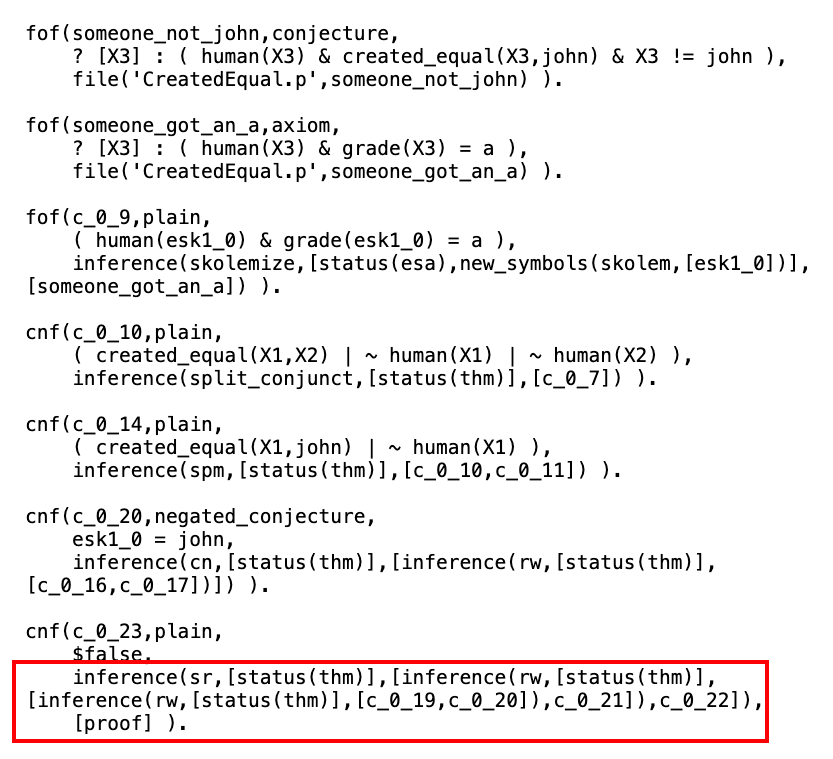 fof(someone_not_john,conjecture,
? [X3] : ( human(X3) & created_equal(X3,john) & X3 != john ),
file('CreatedEqual.p',someone_not_john) ).
fof(someone_got_an_a,axiom,
? [X3] : ( human(X3) & grade(X3) = a ),
file('CreatedEqual.p',someone_got_an_a) ).
fof(c_0_9,plain,
( human(esk1_0) & grade(esk1_0) = a ),
inference(skolemize,[status(esa),new_symbols(skolem,[esk1_0])],
[someone_got_an_a]) ).
cnf(c_0_10,plain,
( created_equal(X1,X2) | ~ human(X1) | ~ human(X2) ),
inference(split_conjunct,[status(thm)],[c_0_7]) ).
cnf(c_0_14,plain,
( created_equal(X1,john) | ~ human(X1) ),
inference(spm,[status(thm)],[c_0_10,c_0_11]) ).
cnf(c_0_20,negated_conjecture,
esk1_0 = john,
inference(cn,[status(thm)],[inference(rw,[status(thm)],
[c_0_16,c_0_17])]) ).
cnf(c_0_23,plain,
$false,
inference(sr,[status(thm)],[inference(rw,[status(thm)],
[inference(rw,[status(thm)],[c_0_19,c_0_20]),c_0_21]),c_0_22]),
[proof] ).